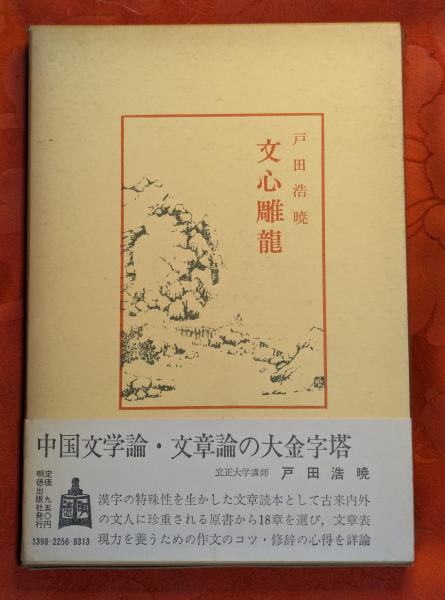 戸田浩曉
文心雕龍
中国文学論・文章論の大金字塔
立正大学講師 戸田浩曉
漢字の特殊性を生かした文章読本として古来内外
の文人に珍重される原書から18章を選び，文章表
現力を養うための作文のコツ・修辞の心得を詳論
定価 九五〇円
明徳出版社発行
1398-2256-8313